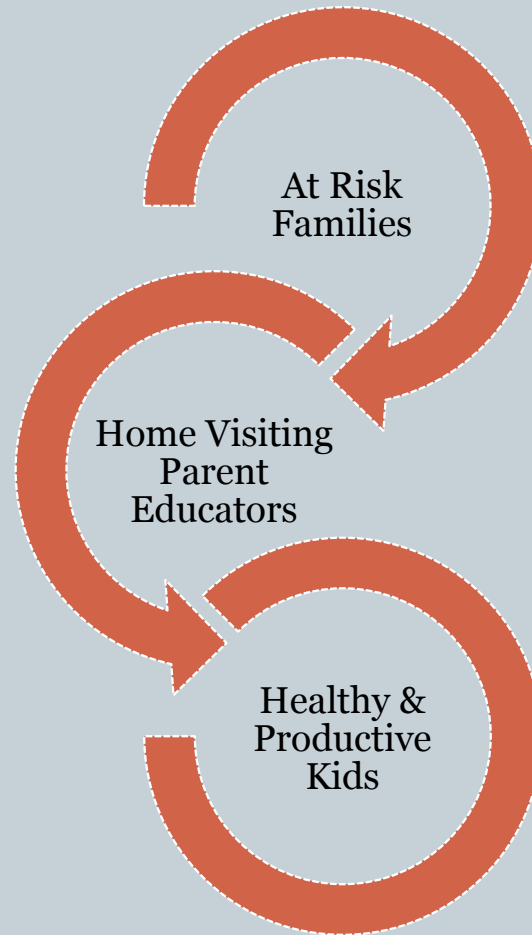 At Risk
Families
Home Visiting
Parent
Educators
Healthy &
Productive
Kids